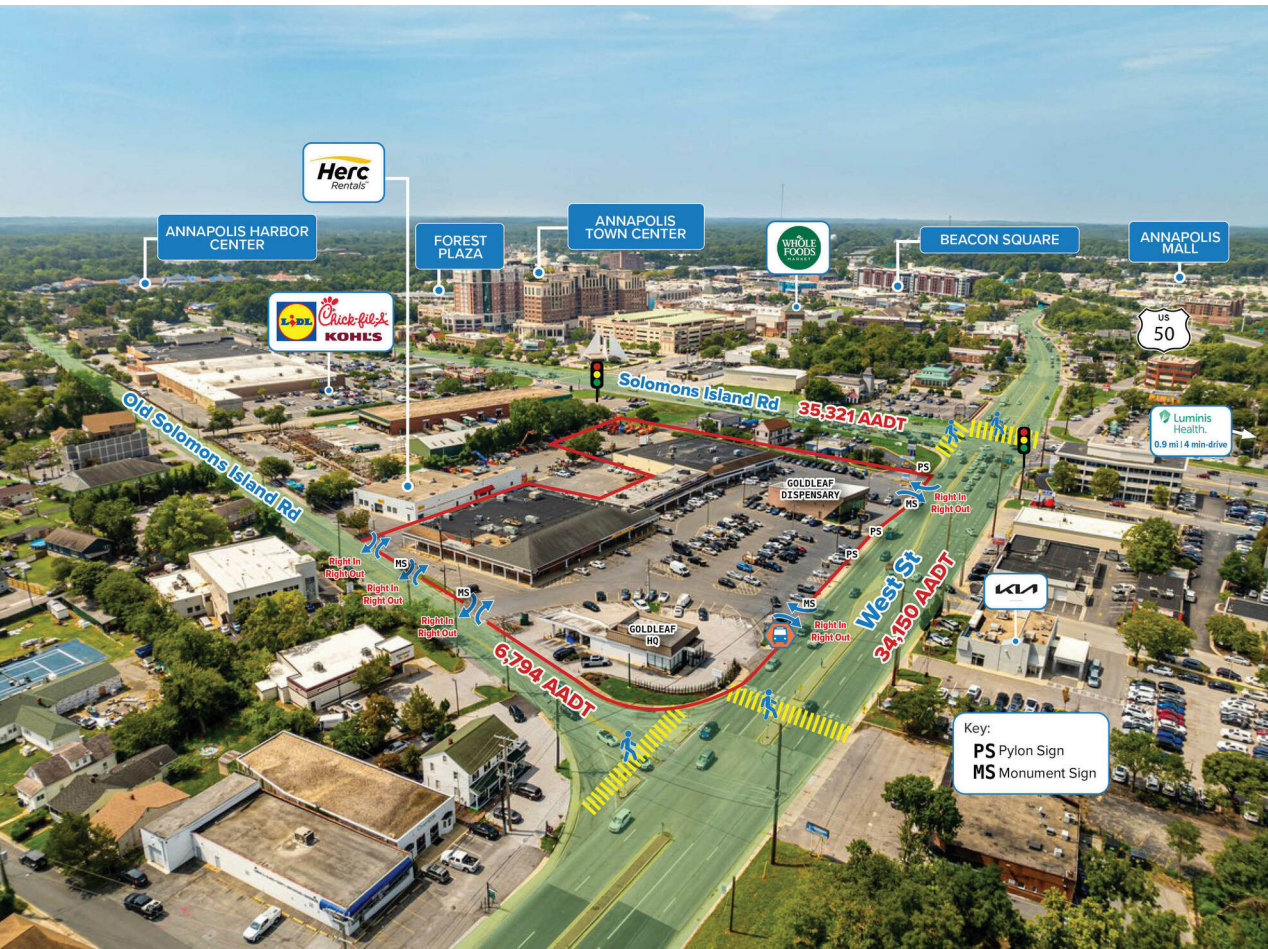 Herc
Rentals
ANNAPOLIS HARBOR
CENTER
FOREST
PLAZA
ANNAPOLIS
TOWN CENTER
WHOLE
FOODS
MARKET
BEACON SQUARE
ANNAPOLIS
MALL
US
50
LIDL
Chick-fil-A
KOHL'S
Luminis
Health.
0.9 mi | 4 min-drive
Old Solomons Island Rd
Solomons Island Rd
35,321 AADT
PS
GOLDLEAF
DISPENSARY
MS
Right In
Right Out
PS
PS
Right In
Right Out
MS
Right In
Right Out
MS
Right In
Right Out
MS
Right In
Right Out
West St
34,150 AADT
KIA
GOLDLEAF
HQ
6,794 AADT
Key:
PS Pylon Sign
MS Monument Sign